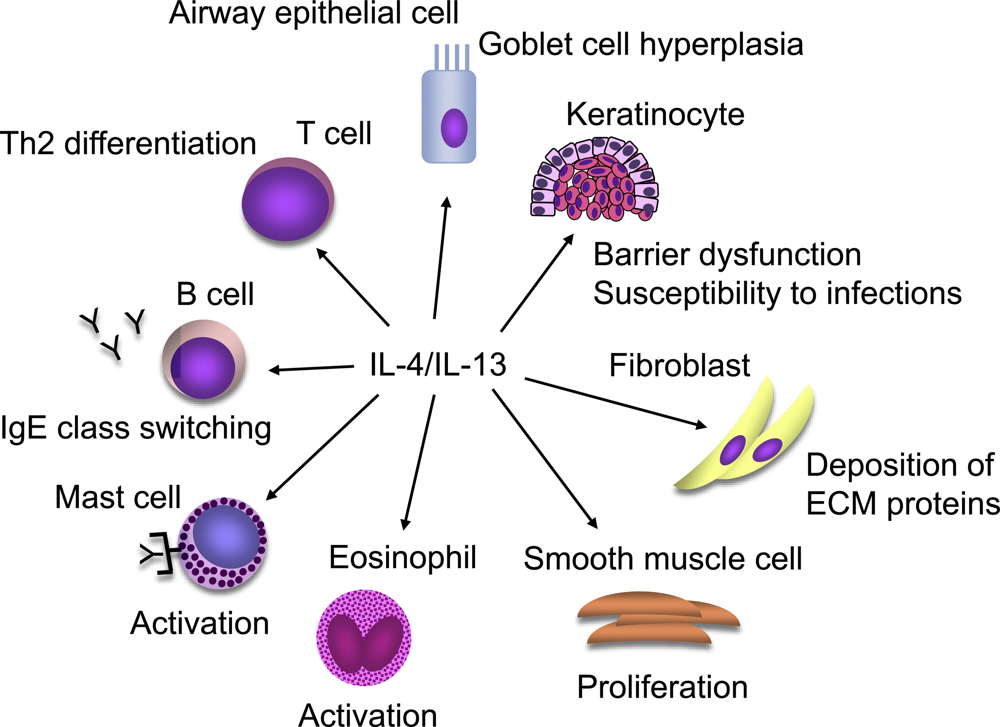 Airway epithelial cell
Goblet cell hyperplasia
Keratinocyte
T cell
Th2 differentiation
Barrier dysfunction
Susceptibility to infections
B cell
IL-4/IL-13
Fibroblast
IgE class switching
Deposition of
ECM proteins
Mast cell
Eosinophil
Smooth muscle cell
Activation
Proliferation
Activation